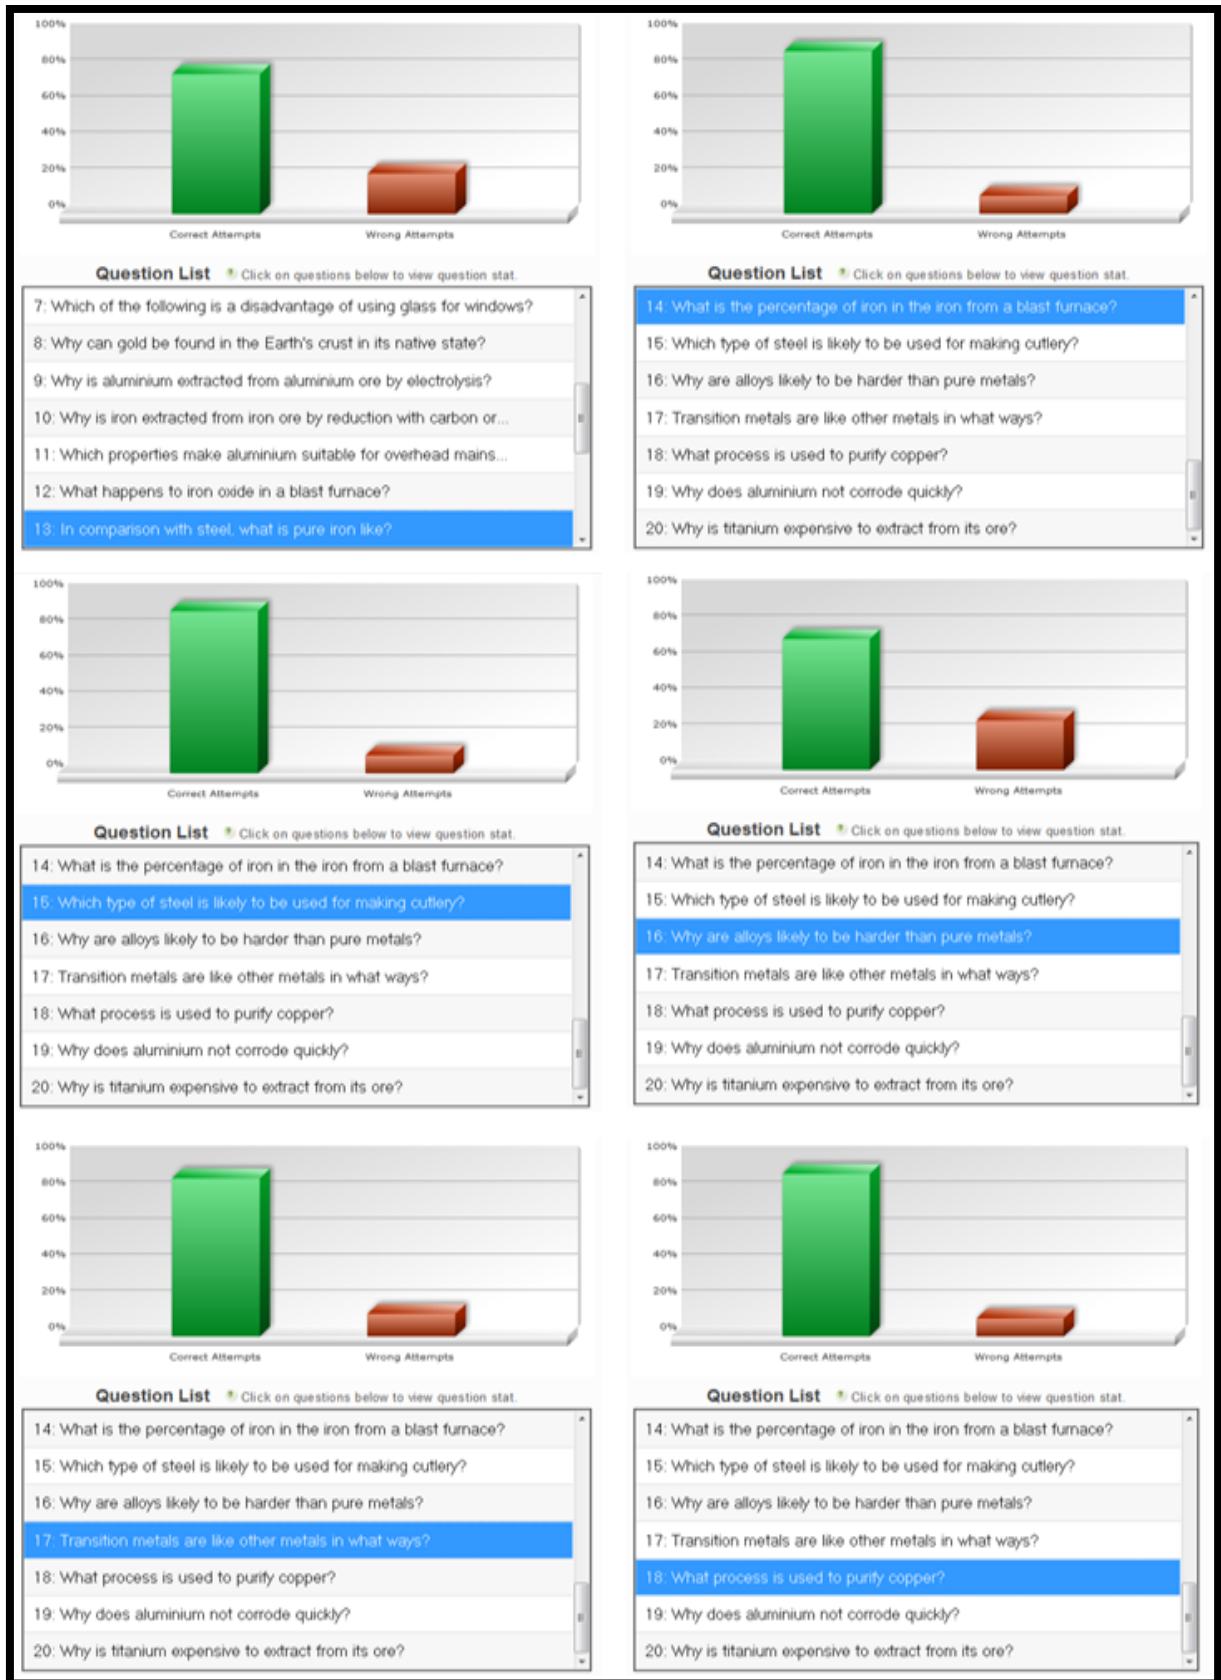 100%
80%
60%
40%
20%
0%
Correct Attempts Wrong Attempts
Question List Click on questions below to view question stat.
7: Which of the following is a disadvantage of using glass for windows?
8: Why can gold be found in the Earth's crust in its native state?
9: Why is aluminium extracted from aluminium ore by electrolysis?
10: Why is iron extracted from iron ore by reduction with carbon or...
11: Which properties make aluminium suitable for overhead mains...
12: What happens to iron oxide in a blast furnace?
13: In comparison with steel, what is pure iron like?
100%
80%
60%
40%
20%
0%
Correct Attempts Wrong Attempts
Question List Click on questions below to view question stat.
14: What is the percentage of iron in the iron from a blast furnace?
15: Which type of steel is likely to be used for making cutlery?
16: Why are alloys likely to be harder than pure metals?
17: Transition metals are like other metals in what ways?
18: What process is used to purify copper?
19: Why does aluminium not corrode quickly?
20: Why is titanium expensive to extract from its ore?
100%
80%
60%
40%
20%
0%
Correct Attempts Wrong Attempts
Question List Click on questions below to view question stat.
14: What is the percentage of iron in the iron from a blast furnace?
15: Which type of steel is likely to be used for making cutlery?
16: Why are alloys likely to be harder than pure metals?
17: Transition metals are like other metals in what ways?
18: What process is used to purify copper?
19: Why does aluminium not corrode quickly?
20: Why is titanium expensive to extract from its ore?
100%
80%
60%
40%
20%
0%
Correct Attempts Wrong Attempts
Question List Click on questions below to view question stat.
14: What is the percentage of iron in the iron from a blast furnace?
15: Which type of steel is likely to be used for making cutlery?
16: Why are alloys likely to be harder than pure metals?
17: Transition metals are like other metals in what ways?
18: What process is used to purify copper?
19: Why does aluminium not corrode quickly?
20: Why is titanium expensive to extract from its ore?
100%
80%
60%
40%
20%
0%
Correct Attempts Wrong Attempts
Question List Click on questions below to view question stat.
14: What is the percentage of iron in the iron from a blast furnace?
15: Which type of steel is likely to be used for making cutlery?
16: Why are alloys likely to be harder than pure metals?
17: Transition metals are like other metals in what ways?
18: What process is used to purify copper?
19: Why does aluminium not corrode quickly?
20: Why is titanium expensive to extract from its ore?
100%
80%
60%
40%
20%
0%
Correct Attempts Wrong Attempts
Question List Click on questions below to view question stat.
14: What is the percentage of iron in the iron from a blast furnace?
15: Which type of steel is likely to be used for making cutlery?
16: Why are alloys likely to be harder than pure metals?
17: Transition metals are like other metals in what ways?
18: What process is used to purify copper?
19: Why does aluminium not corrode quickly?
20: Why is titanium expensive to extract from its ore?